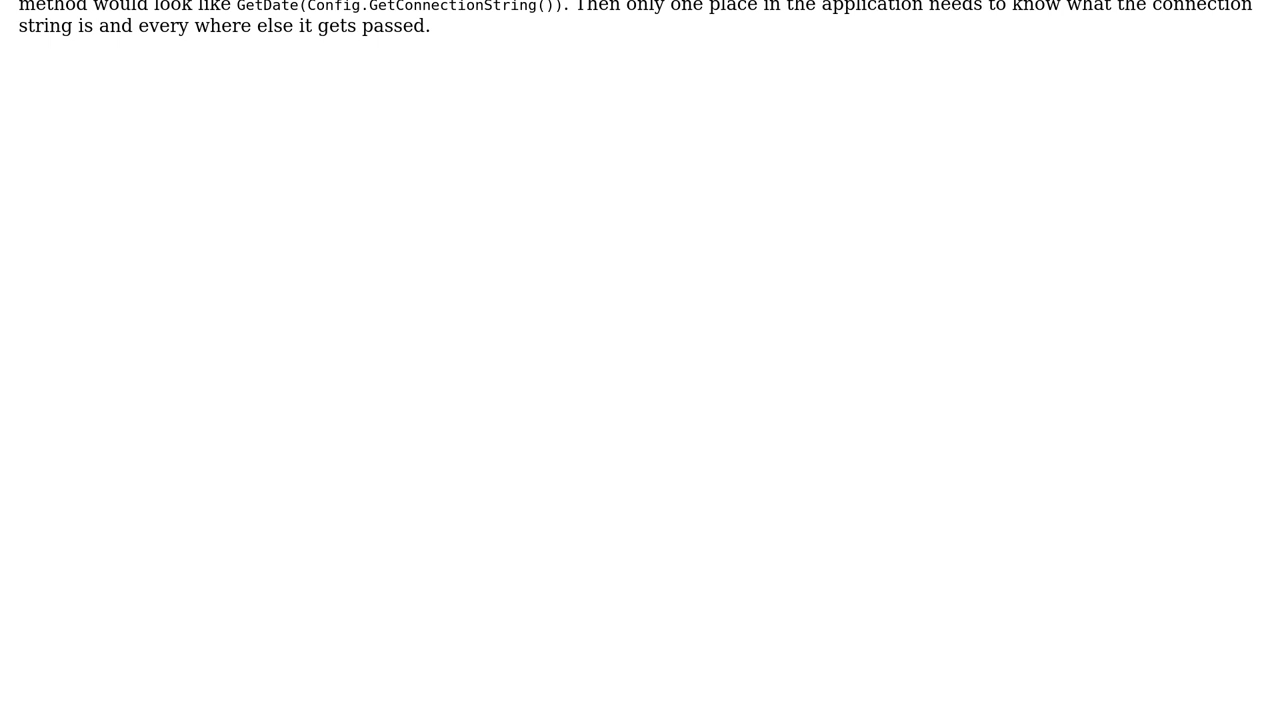 method would look like GetDate(Config.GetConnectionString()). Then only one place in the application needs to know what the connection
string is and every where else it gets passed.